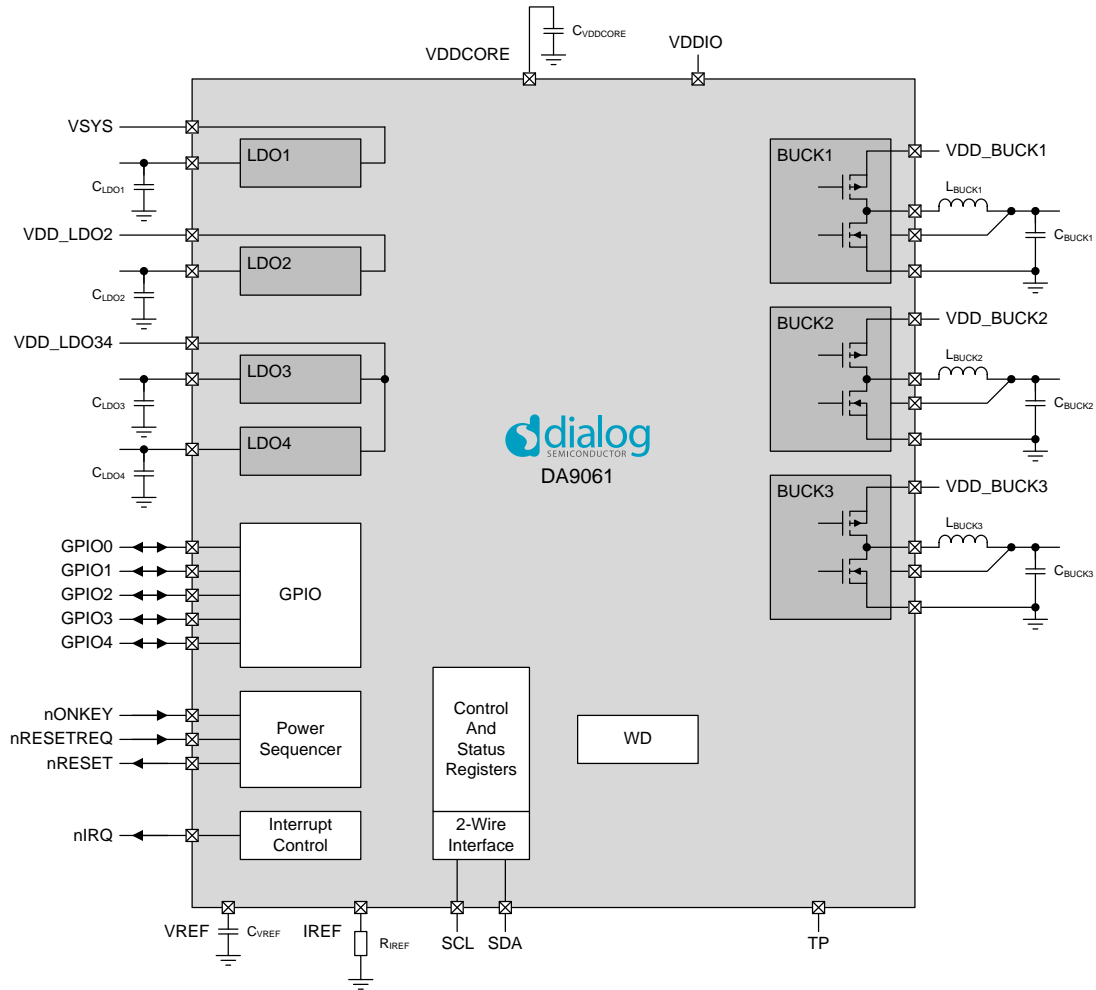 CVDDCORE
VDDCORE
VDDIO
VSYS
LDO1
CLDO1
VDD_LDO2
LDO2
CLDO2
VDD_LDO34
LDO3
CLDO3
LDO4
CLDO4
BUCK1
VDD_BUCK1
LBUCK1
CBUCK1
BUCK2
VDD_BUCK2
LBUCK2
CBUCK2
BUCK3
VDD_BUCK3
LBUCK3
CBUCK3
dialog
SEMICONDUCTOR
DA9061
GPIO0
GPIO1
GPIO2
GPIO3
GPIO4
GPIO
nONKEY
nRESETREQ
nRESET
Power
Sequencer
nIRQ
Interrupt
Control
Control
And
Status
Registers
2-Wire
Interface
WD
VREF
CVREF
IREF
RIREF
SCL
SDA
TP